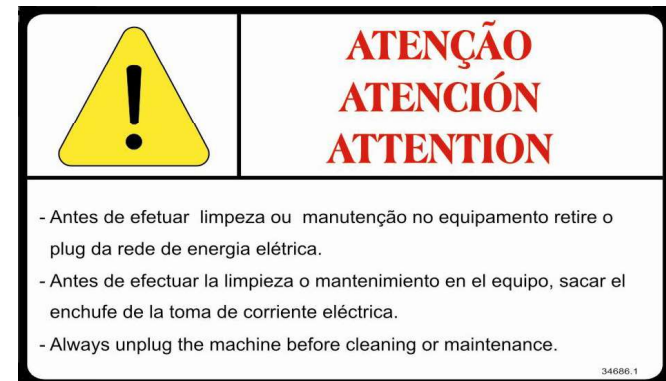 ATENÇÃO
ATENCIÓN
ATTENTION
- Antes de efetuar limpeza ou manutenção no equipamento retire o
plug da rede de energia elétrica.
- Antes de efectuar la limpieza o mantenimiento en el equipo, sacar el
enchufe de la toma de corriente eléctrica.
- Always unplug the machine before cleaning or maintenance.
34686.1